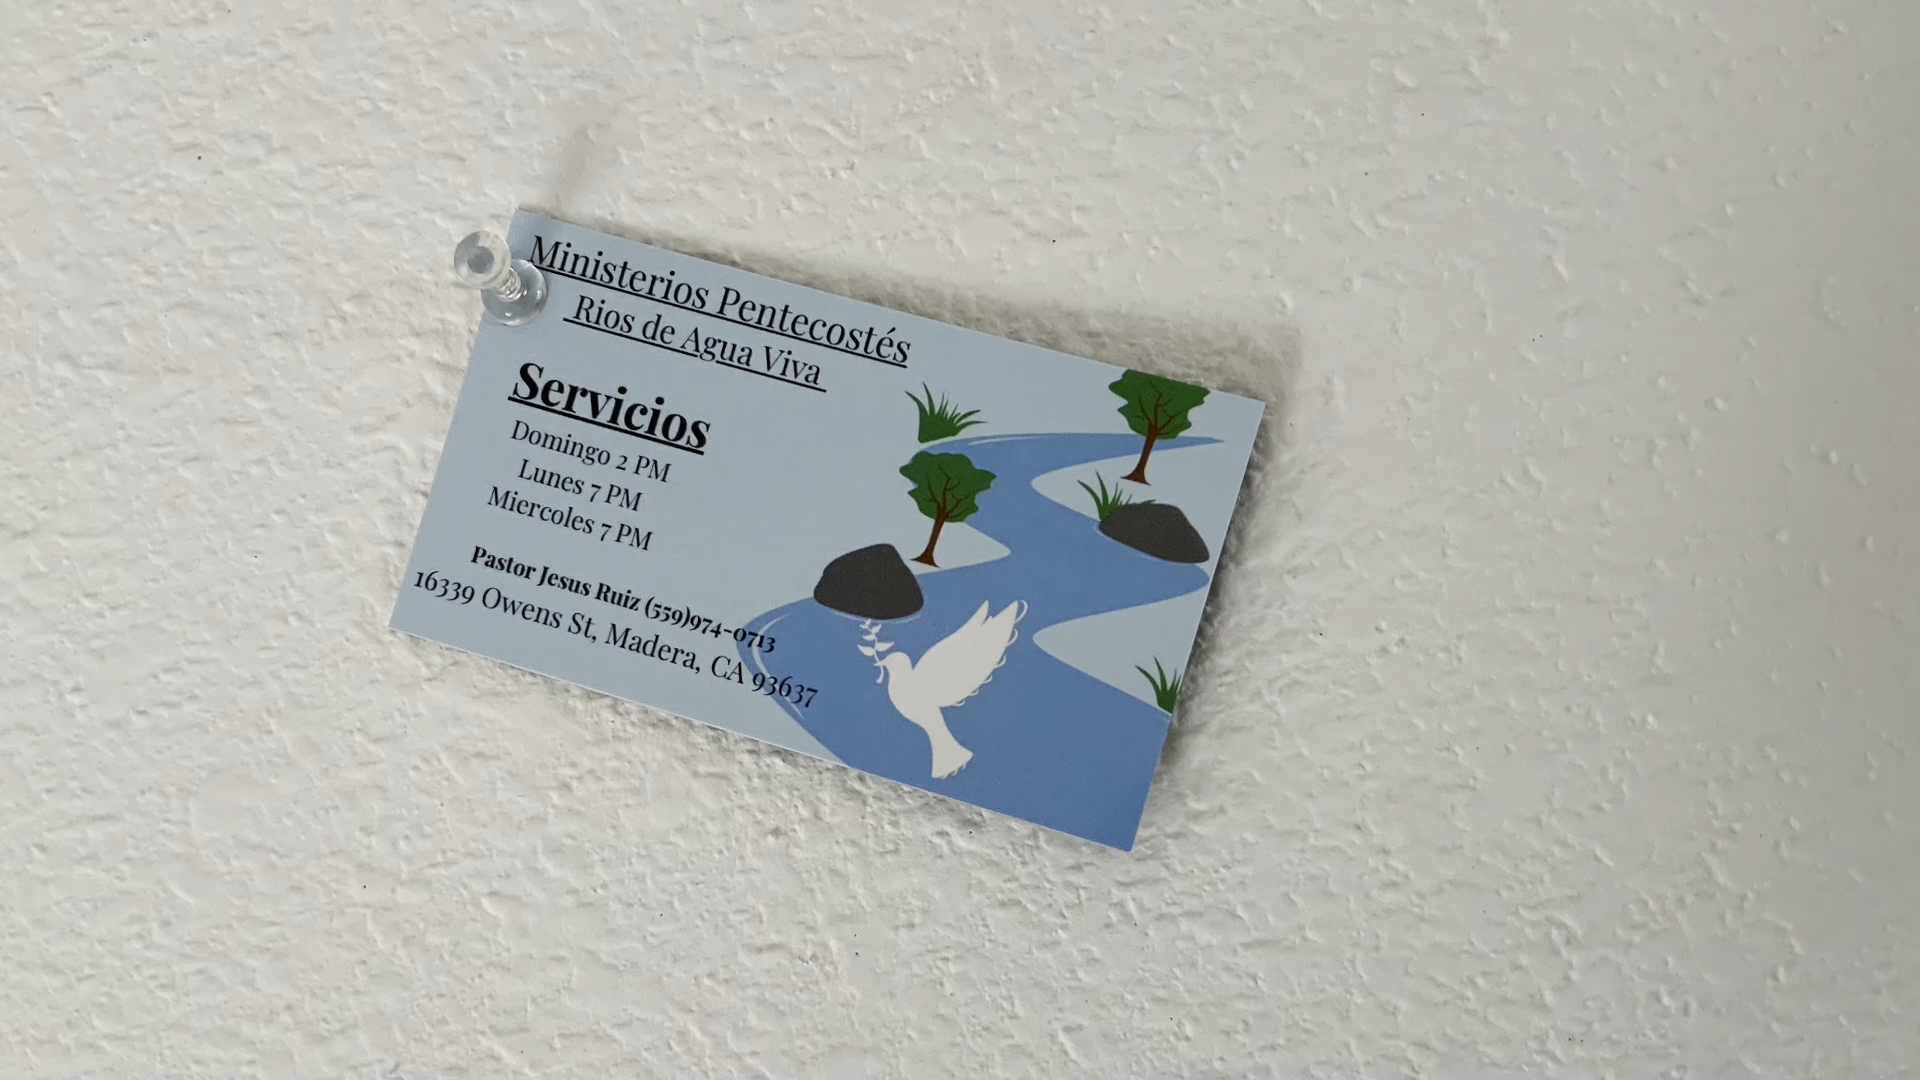 Ministerios Pentecostés
Rios de Agua Viva
Servicios
Domingo 2 PM
Lunes 7 PM
Miercoles 7 PM
Pastor Jesus Ruiz (559)974-0713
16339 Owens St, Madera, CA 93637